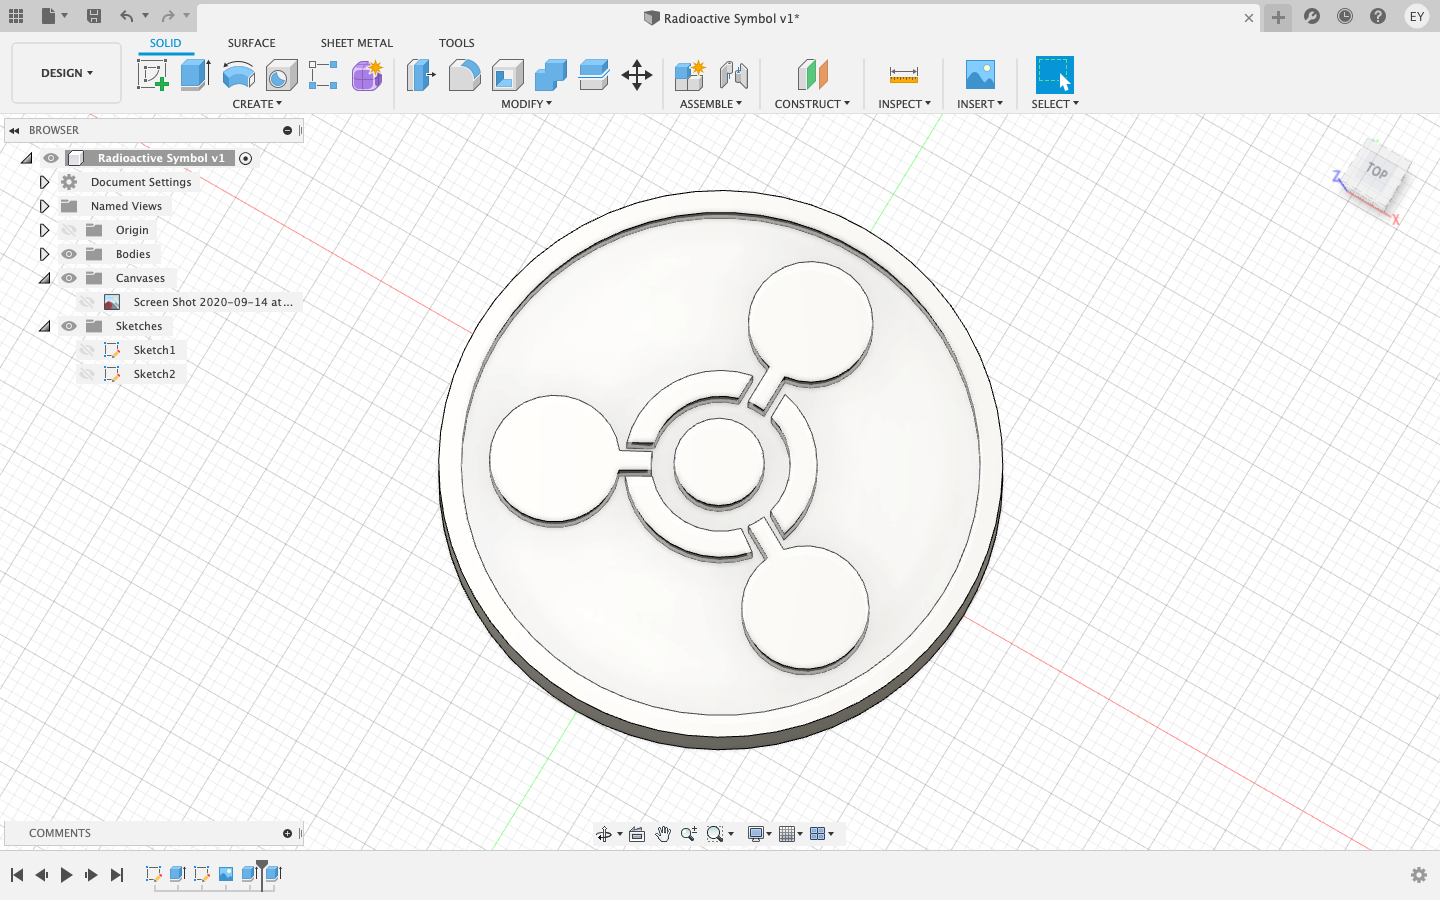 Radioactive Symbol v1*
EY
SOLID SURFACE SHEET METAL TOOLS
DESIGN
CREATE MODIFY ASSEMBLE CONSTRUCT INSPECT INSERT SELECT
BROWSER
Radioactive Symbol v1
Document Settings
Named Views
Origin
Bodies
Canvases
Screen Shot 2020-09-14 at...
Sketches
Sketch1
Sketch2
TOP
Z
X
COMMENTS